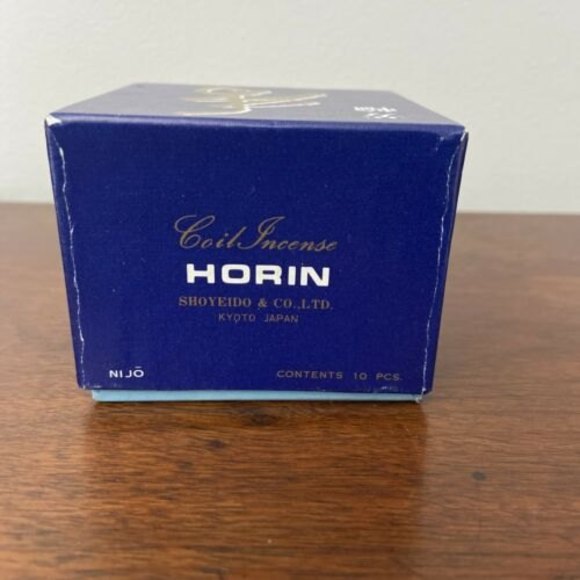 Coil Incense
HORIN
SHOYEIDO & CO.,LTD.
KYOTO JAPAN
NIJŌ
CONTENTS 10 PCS.